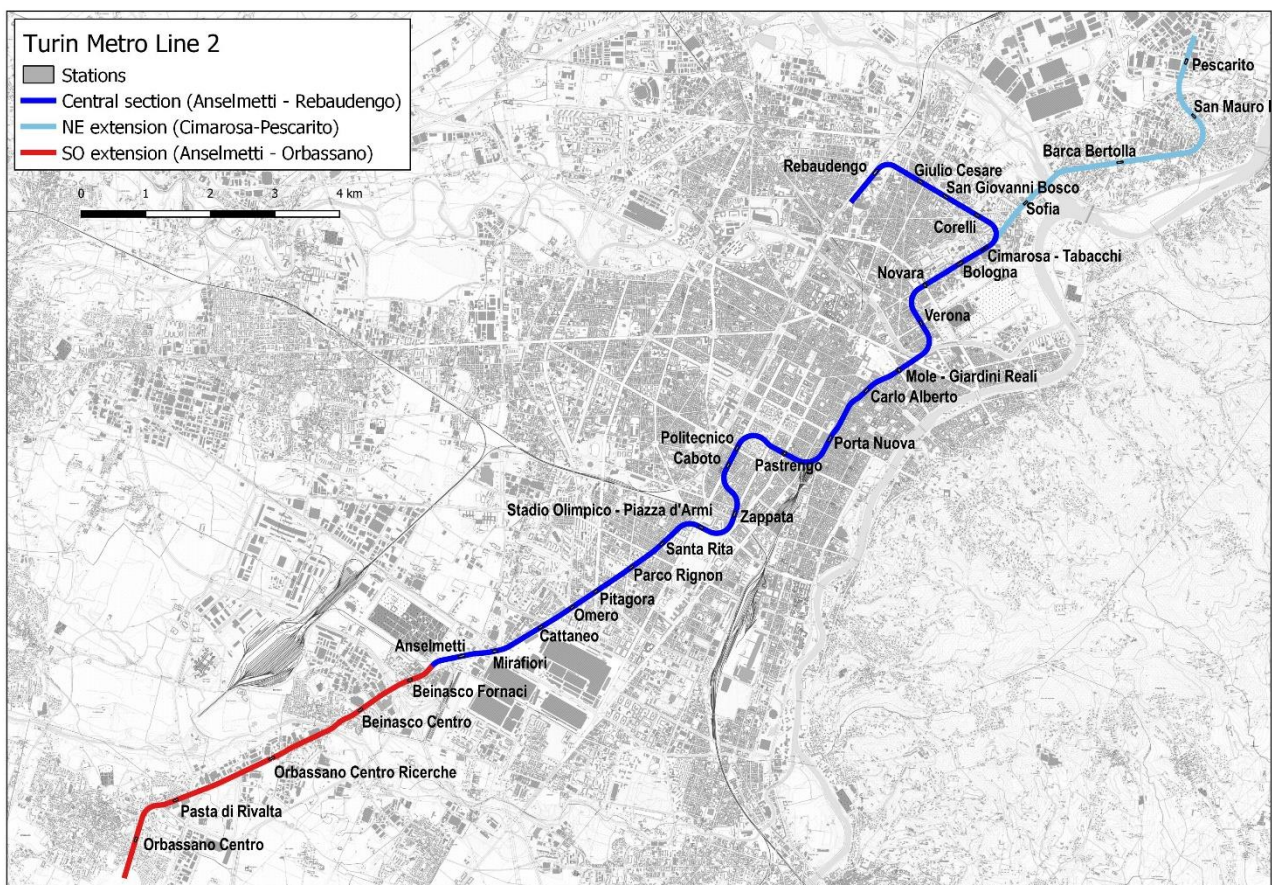 Turin Metro Line 2
Stations
Central section (Anselmetti - Rebaudengo)
NE extension (Cimarosa-Pescarito)
SO extension (Anselmetti - Orbassano)
0 1 2 3 4 km
Pescarito
San Mauro
Barca Bertolla
Rebaudengo
Giulio Cesare
San Giovanni Bosco
Sofia
Corelli
Cimarosa - Tabacchi
Bologna
Novara
Verona
Mole - Giardini Reali
Carlo Alberto
Politecnico
Porta Nuova
Caboto
Pastrengo
Stadio Olimpico - Piazza d'Armi
Zappata
Santa Rita
Parco Rignon
Pitagora
Omero
Cattaneo
Anselmetti
Mirafiori
Beinasco Fornaci
Beinasco Centro
Orbassano Centro Ricerche
Pasta di Rivalta
Orbassano Centro